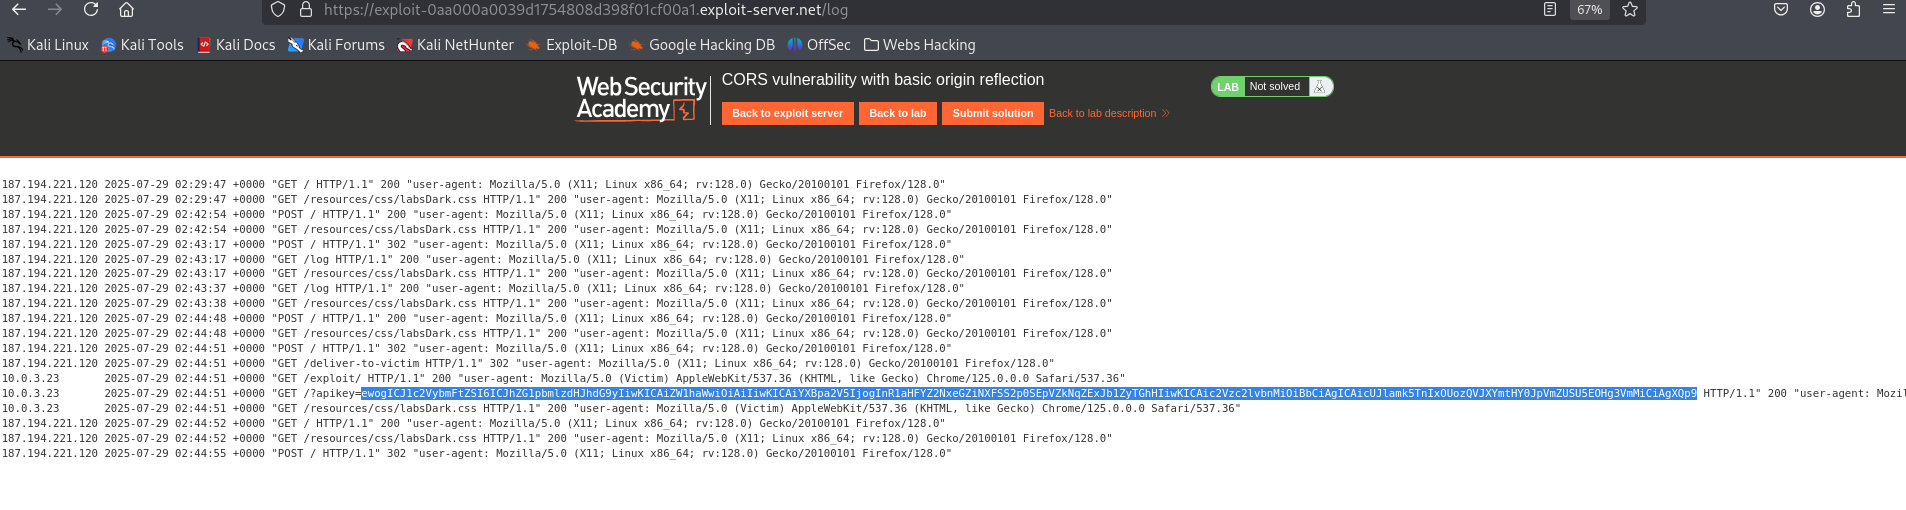 https://exploit-0aa000a0039d1754808d398f01cf00a1.exploit-server.net/log
67%
Kali Linux Kali Tools Kali Docs Kali Forums Kali NetHunter Exploit-DB Google Hacking DB OffSec Webs Hacking
WebSecurity Academy
CORS vulnerability with basic origin reflection
LAB Not solved
Back to exploit server Back to lab Submit solution Back to lab description
187.194.221.120 2025-07-29 02:29:47 +0000 "GET / HTTP/1.1" 200 "user-agent: Mozilla/5.0 (X11; Linux x86_64; rv:128.0) Gecko/20100101 Firefox/128.0"
187.194.221.120 2025-07-29 02:29:47 +0000 "GET /resources/css/labsDark.css HTTP/1.1" 200 "user-agent: Mozilla/5.0 (X11; Linux x86_64; rv:128.0) Gecko/20100101 Firefox/128.0"
187.194.221.120 2025-07-29 02:42:54 +0000 "POST / HTTP/1.1" 200 "user-agent: Mozilla/5.0 (X11; Linux x86_64; rv:128.0) Gecko/20100101 Firefox/128.0"
187.194.221.120 2025-07-29 02:42:54 +0000 "GET /resources/css/labsDark.css HTTP/1.1" 200 "user-agent: Mozilla/5.0 (X11; Linux x86_64; rv:128.0) Gecko/20100101 Firefox/128.0"
187.194.221.120 2025-07-29 02:43:17 +0000 "POST / HTTP/1.1" 302 "user-agent: Mozilla/5.0 (X11; Linux x86_64; rv:128.0) Gecko/20100101 Firefox/128.0"
187.194.221.120 2025-07-29 02:43:17 +0000 "GET /log HTTP/1.1" 200 "user-agent: Mozilla/5.0 (X11; Linux x86_64; rv:128.0) Gecko/20100101 Firefox/128.0"
187.194.221.120 2025-07-29 02:43:17 +0000 "GET /resources/css/labsDark.css HTTP/1.1" 200 "user-agent: Mozilla/5.0 (X11; Linux x86_64; rv:128.0) Gecko/20100101 Firefox/128.0"
187.194.221.120 2025-07-29 02:43:37 +0000 "GET /log HTTP/1.1" 200 "user-agent: Mozilla/5.0 (X11; Linux x86_64; rv:128.0) Gecko/20100101 Firefox/128.0"
187.194.221.120 2025-07-29 02:43:38 +0000 "GET /resources/css/labsDark.css HTTP/1.1" 200 "user-agent: Mozilla/5.0 (X11; Linux x86_64; rv:128.0) Gecko/20100101 Firefox/128.0"
187.194.221.120 2025-07-29 02:44:48 +0000 "POST / HTTP/1.1" 200 "user-agent: Mozilla/5.0 (X11; Linux x86_64; rv:128.0) Gecko/20100101 Firefox/128.0"
187.194.221.120 2025-07-29 02:44:48 +0000 "GET /resources/css/labsDark.css HTTP/1.1" 200 "user-agent: Mozilla/5.0 (X11; Linux x86_64; rv:128.0) Gecko/20100101 Firefox/128.0"
187.194.221.120 2025-07-29 02:44:51 +0000 "POST / HTTP/1.1" 302 "user-agent: Mozilla/5.0 (X11; Linux x86_64; rv:128.0) Gecko/20100101 Firefox/128.0"
187.194.221.120 2025-07-29 02:44:51 +0000 "GET /deliver-to-victim HTTP/1.1" 302 "user-agent: Mozilla/5.0 (X11; Linux x86_64; rv:128.0) Gecko/20100101 Firefox/128.0"
10.0.3.23 2025-07-29 02:44:51 +0000 "GET /exploit/ HTTP/1.1" 200 "user-agent: Mozilla/5.0 (Victim) AppleWebKit/537.36 (KHTML, like Gecko) Chrome/125.0.0.0 Safari/537.36"
10.0.3.23 2025-07-29 02:44:51 +0000 "GET /?apikey= HTTP/1.1" 200 "user-agent:
10.0.3.23 2025-07-29 02:44:51 +0000 "GET /resources/css/labsDark.css HTTP/1.1" 200 "user-agent: Mozilla/5.0 (Victim) AppleWebKit/537.36 (KHTML, like Gecko) Chrome/125.0.0.0 Safari/537.36"
187.194.221.120 2025-07-29 02:44:52 +0000 "GET / HTTP/1.1" 200 "user-agent: Mozilla/5.0 (X11; Linux x86_64; rv:128.0) Gecko/20100101 Firefox/128.0"
187.194.221.120 2025-07-29 02:44:52 +0000 "GET /resources/css/labsDark.css HTTP/1.1" 200 "user-agent: Mozilla/5.0 (X11; Linux x86_64; rv:128.0) Gecko/20100101 Firefox/128.0"
187.194.221.120 2025-07-29 02:44:55 +0000 "POST / HTTP/1.1" 302 "user-agent: Mozilla/5.0 (X11; Linux x86_64; rv:128.0) Gecko/20100101 Firefox/128.0"